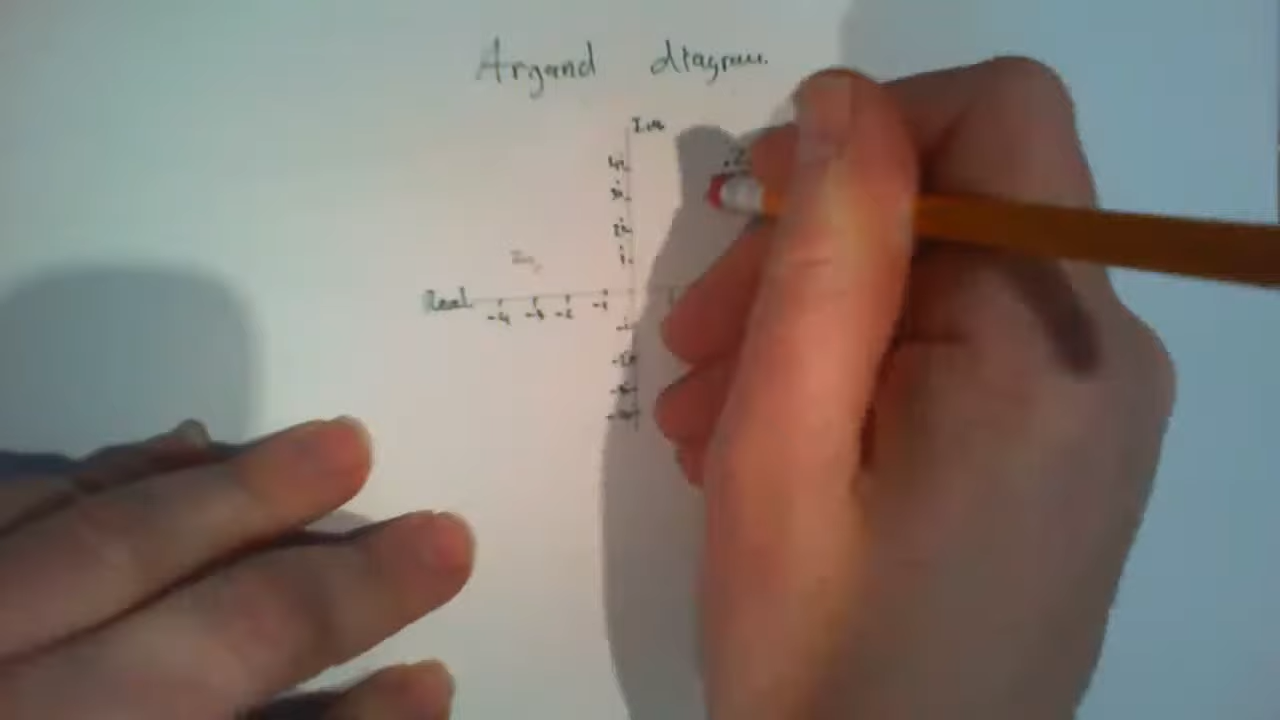 Argand diagram
Im
4i
3i
2i
i
Real
-4 -3 -2 -1
-i
-2i
-3i
-4i